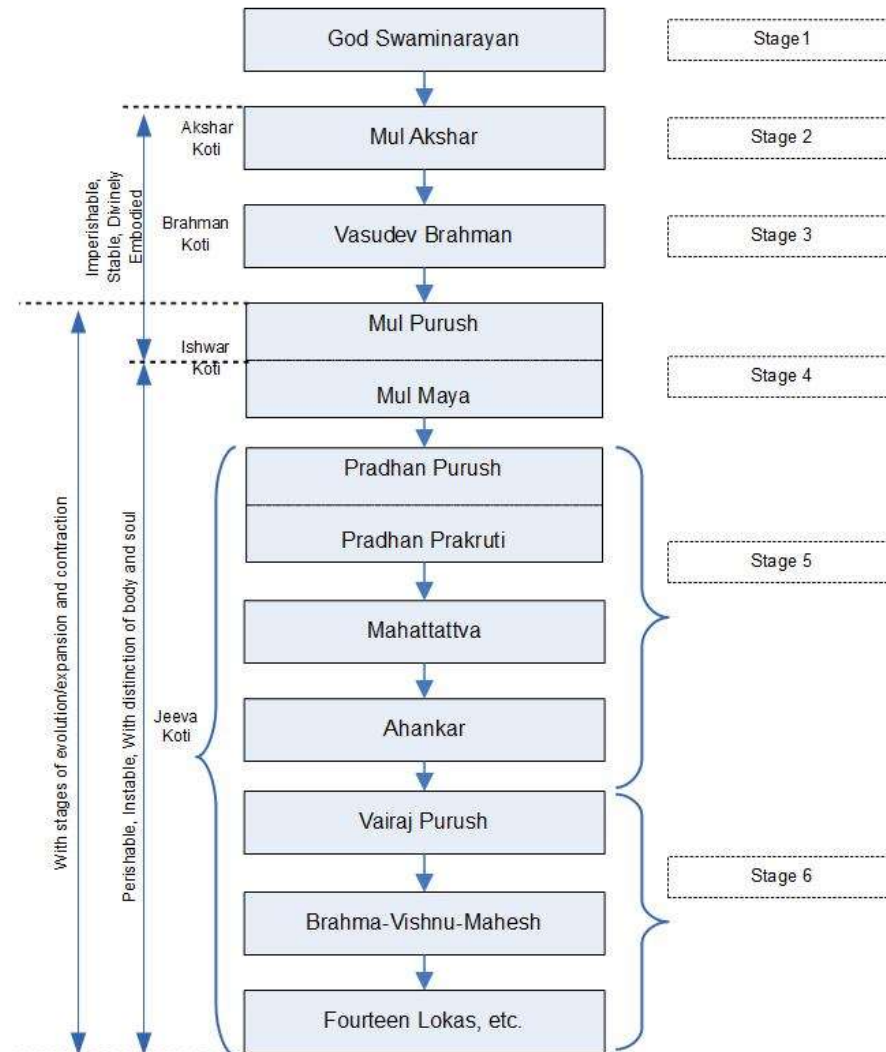 God Swaminarayan
Stage1
Akshar
Koti
Mul Akshar
Stage 2
Imperishable,
Stable, Divinely
Embodied
Brahman
Koti
Vasudev Brahman
Stage 3
Mul Purush
Ishwar
Koti
Mul Maya
Stage 4
With stages of evolution/expansion and contraction
Perishable, Instable, With distinction of body and soul
Jeeva
Koti
Pradhan Purush
Pradhan Prakruti
Stage 5
Mahattattva
Ahankar
Vairaj Purush
Stage 6
Brahma-Vishnu-Mahesh
Fourteen Lokas, etc.